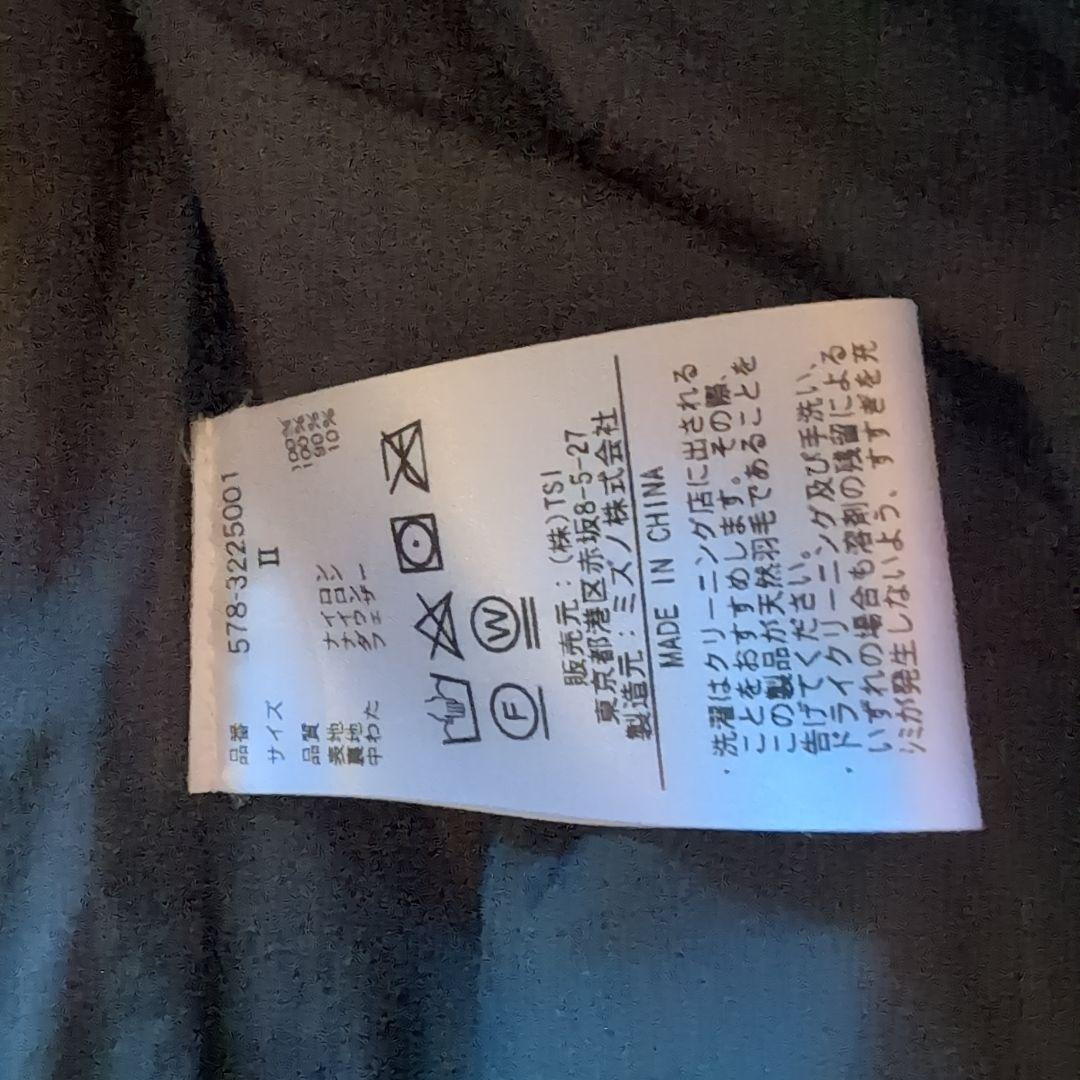 品番 578-3225001
サイズ Ⅱ
品質
表地 ナイロン 100%
裏地 ナイロン 100%
中わた ダウン 90%
フェザー 10%
F W
販売元：(株)TSI
東京都港区赤坂8-5-27
製造元：ミズノ株式会社
MADE IN CHINA
・洗濯はクリーニング店に出される
ことをおすすめします。その際、
この製品が天然羽毛であることを
告げてください。
・ドライクリーニング及び手洗い、
いずれの場合も溶剤の残留による
シミが発生しないよう、すすぎを充